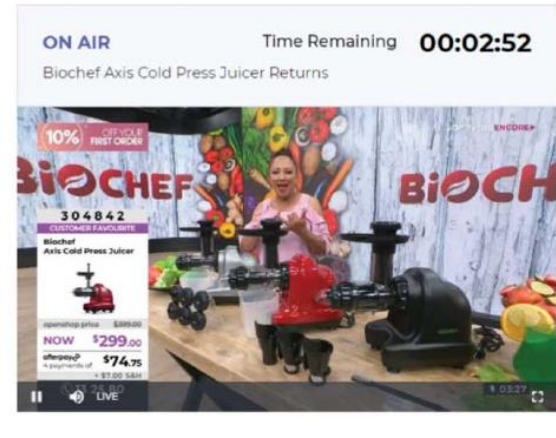 ON AIR
Time Remaining 00:02:52
Biochef Axis Cold Press Juicer Returns
10% OFF YOUR
FIRST ORDER
ENCORE
BIOCHEF
BIOCH
304842
CUSTOMER FAVOURITE
Biochef
Axis Cold Press Juicer
openshop price $399.00
NOW $299.00
afterpay
4 payments of $74.75
+ $7.00 S&H
LIVE
03:27